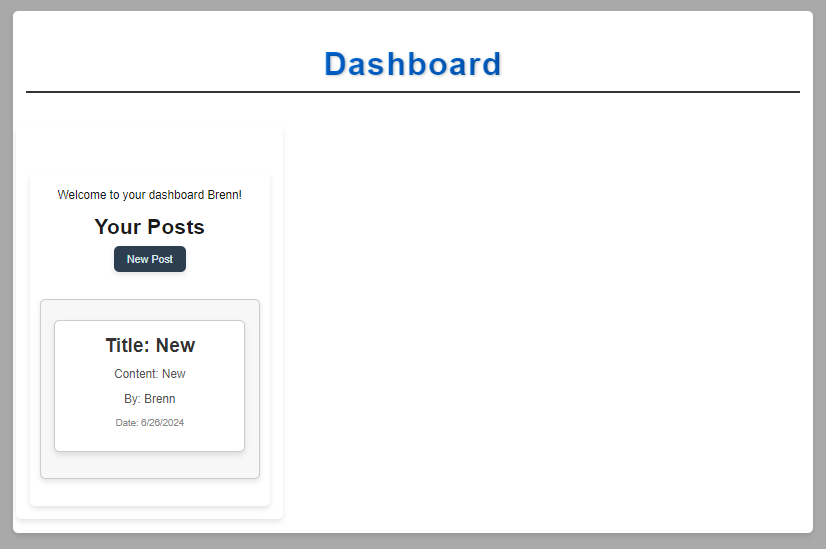 Dashboard
Welcome to your dashboard Brenn!
Your Posts
New Post
Title: New
Content: New
By: Brenn
Date: 6/26/2024